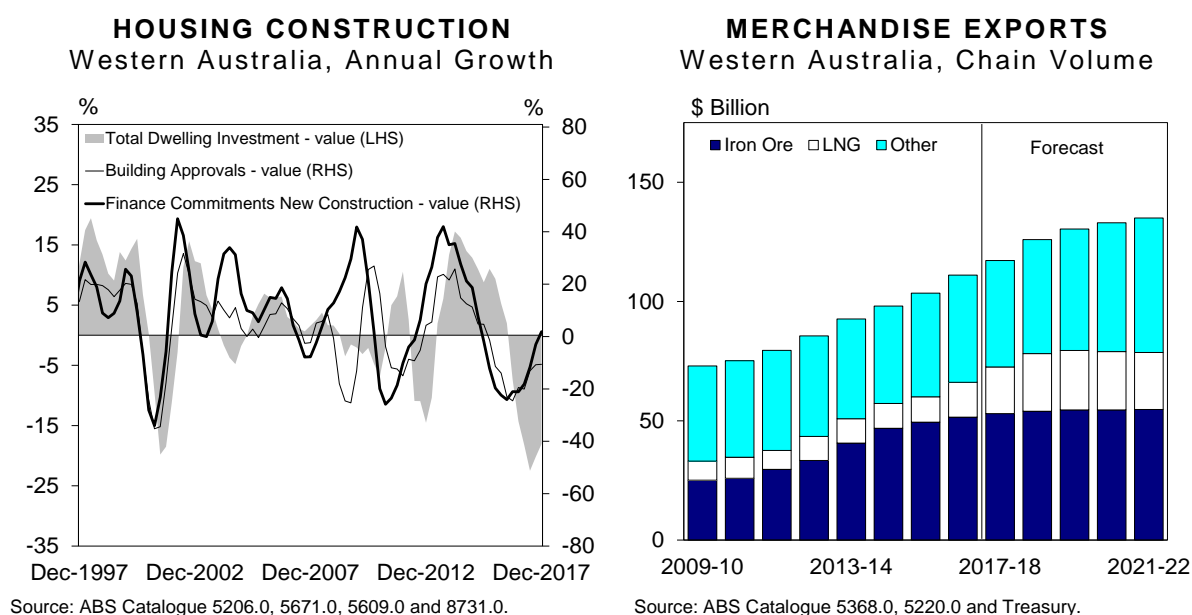 HOUSING CONSTRUCTION
Western Australia, Annual Growth
% %
35
25
15
5
-5
-15
-25
-35
80
60
40
20
0
-20
-40
-60
-80
Total Dwelling Investment - value (LHS)
Building Approvals - value (RHS)
Finance Commitments New Construction - value (RHS)
Dec-1997 Dec-2002 Dec-2007 Dec-2012 Dec-2017
Source: ABS Catalogue 5206.0, 5671.0, 5609.0 and 8731.0.
MERCHANDISE EXPORTS
Western Australia, Chain Volume
$ Billion
Iron Ore LNG Other
Forecast
150
100
50
0
2009-10 2013-14 2017-18 2021-22
Source: ABS Catalogue 5368.0, 5220.0 and Treasury.